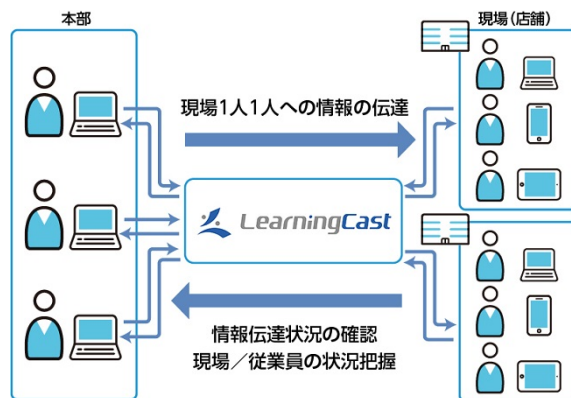 本部
現場(店舗)
現場1人1人への情報の伝達
LearningCast
情報伝達状況の確認
現場／従業員の状況把握